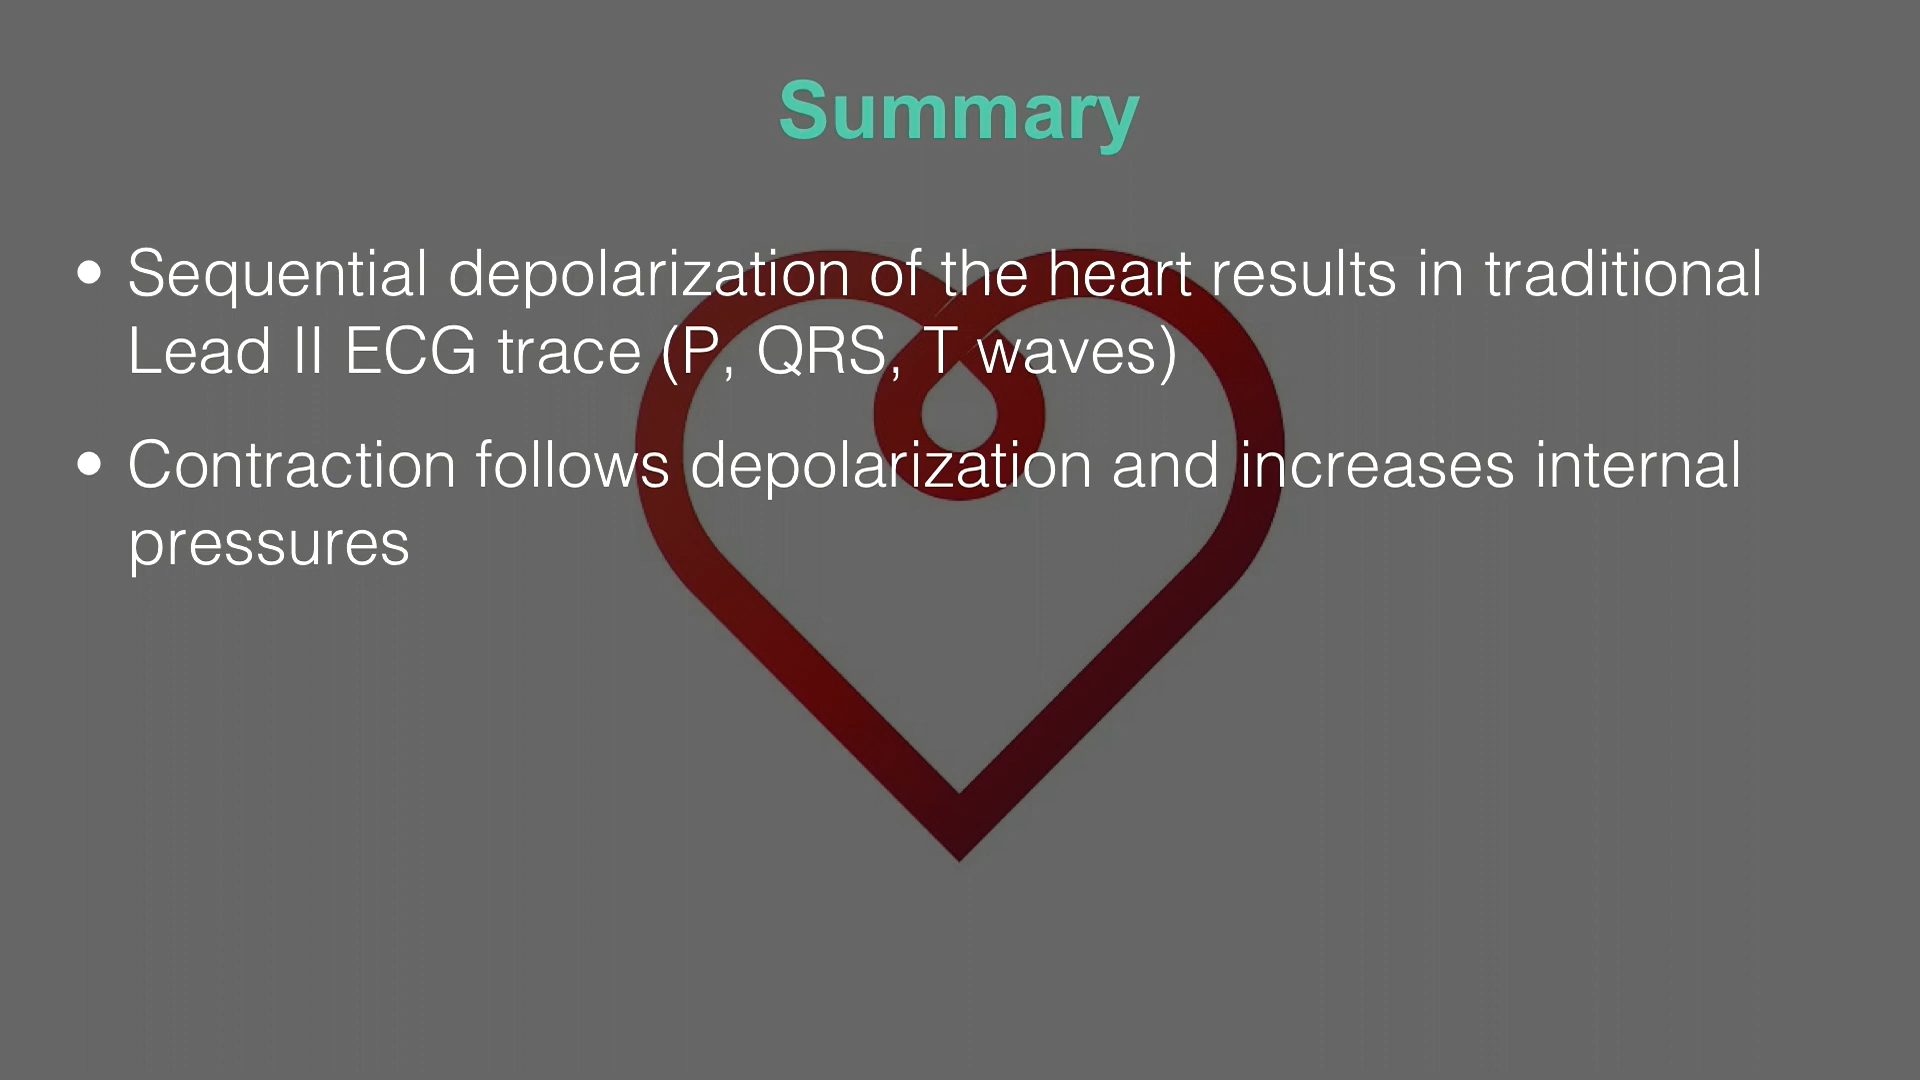 Summary
• Sequential depolarization of the heart results in traditional
Lead II ECG trace (P, QRS, T waves)
• Contraction follows depolarization and increases internal
pressures